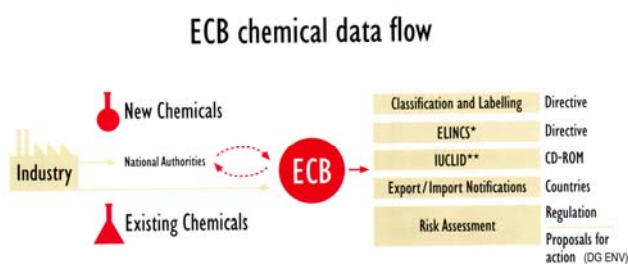 ECB chemical data flow
New Chemicals
Industry
National Authorities
ECB
Existing Chemicals
Classification and Labelling Directive
ELINCS* Directive
IUCLID** CD-ROM
Export/Import Notifications Countries
Risk Assessment
Regulation
Proposals for
action (DG ENV)